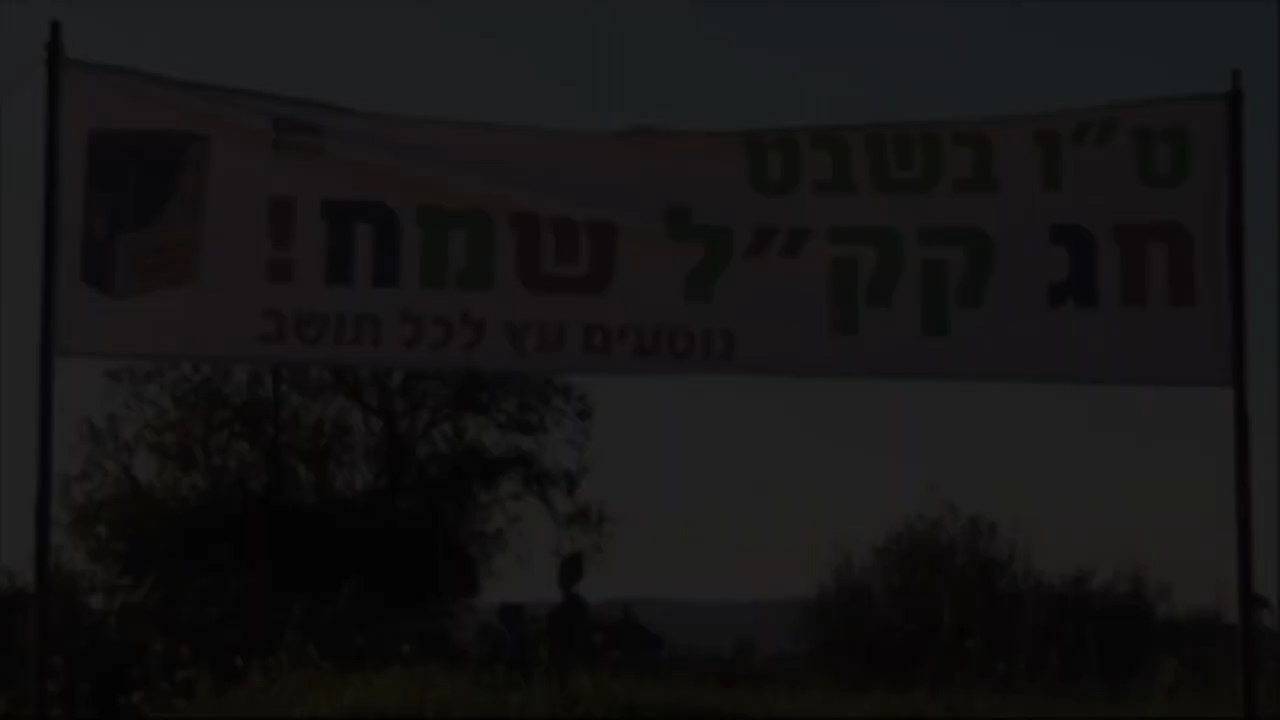 ט״ו בשבט
חג קק״ל שמח!
נוטעים עץ לכל תושב